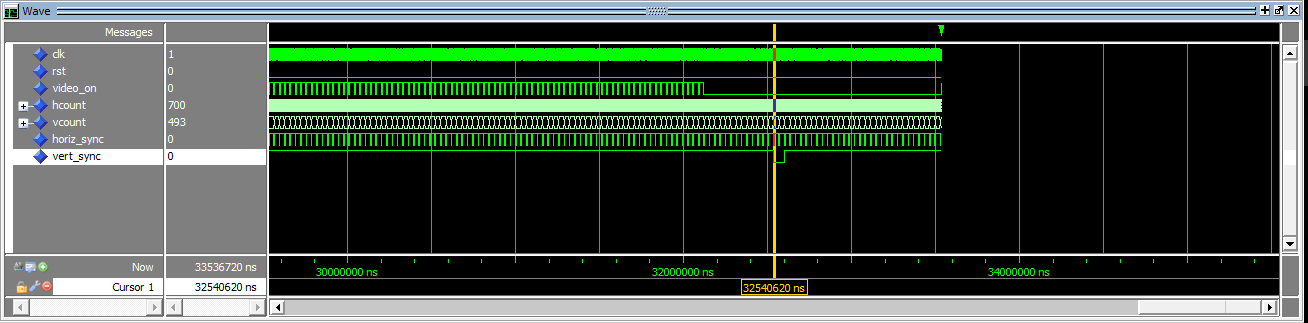 Wave
Messages
clk 1
rst 0
video_on 0
hcount 700
vcount 493
horiz_sync 0
vert_sync 0
Now 33536720 ns 30000000 ns 32000000 ns 34000000 ns
Cursor 1 32540620 ns 32540620 ns